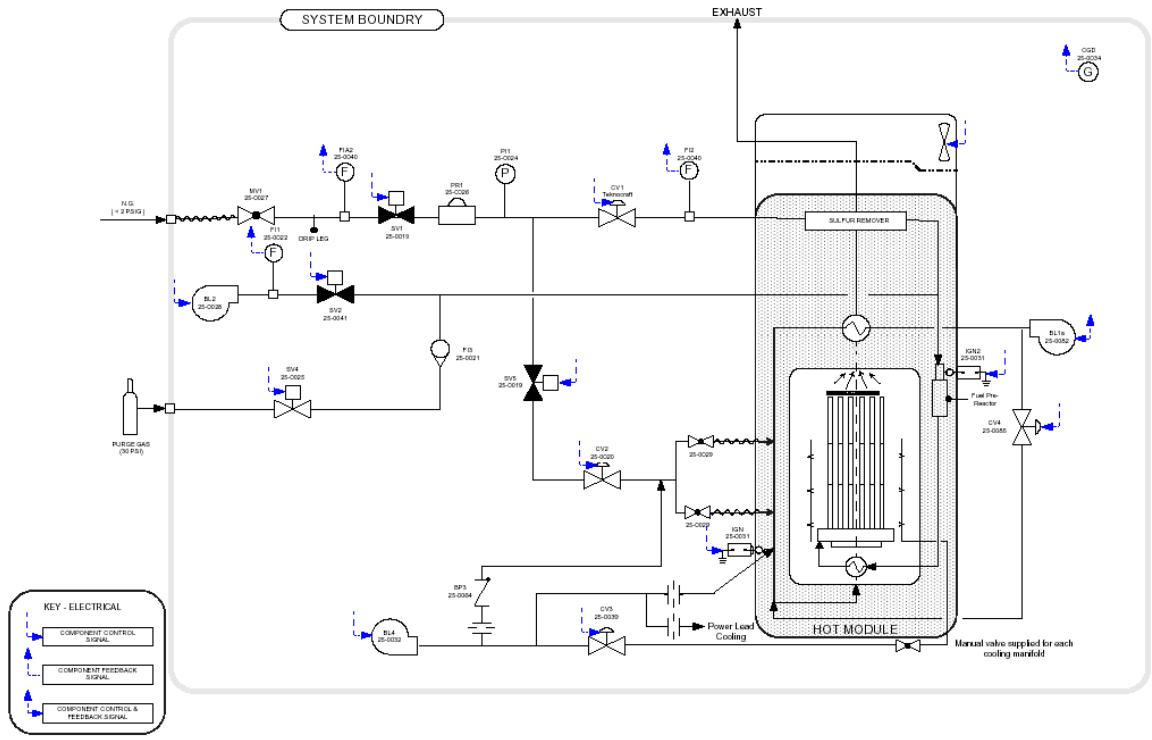 SYSTEM BOUNDRY
EXHAUST
CGD
25-0034
G
FIA2
25-0040
F
PI1
25-0024
P
FI2
25-0040
F
N.G.
( < 2 PSIG )
MV1
25-0027
PR1
25-0026
CV1
Teknocraft
SV1
25-0019
DRIP LEG
SULFUR REMOVER
FI1
25-0022
F
BL2
25-0028
SV2
25-0041
BL1a
25-0082
FI3
25-0021
IGN2
25-0031
SV4
25-0025
SV5
25-0019
Fuel Pre-
Reactor
CV4
25-0085
PURGE GAS
(30 PSI)
25-0029
CV2
25-0020
25-0029
IGN
25-0031
BP3
25-0084
BL4
25-0032
CV3
25-0039
Power Lead
Cooling
HOT MODULE
Manual valve supplied for each
cooling manifold
KEY - ELECTRICAL
COMPONENT CONTROL
SIGNAL
COMPONENT FEEDBACK
SIGNAL
COMPONENT CONTROL &
FEEDBACK SIGNAL